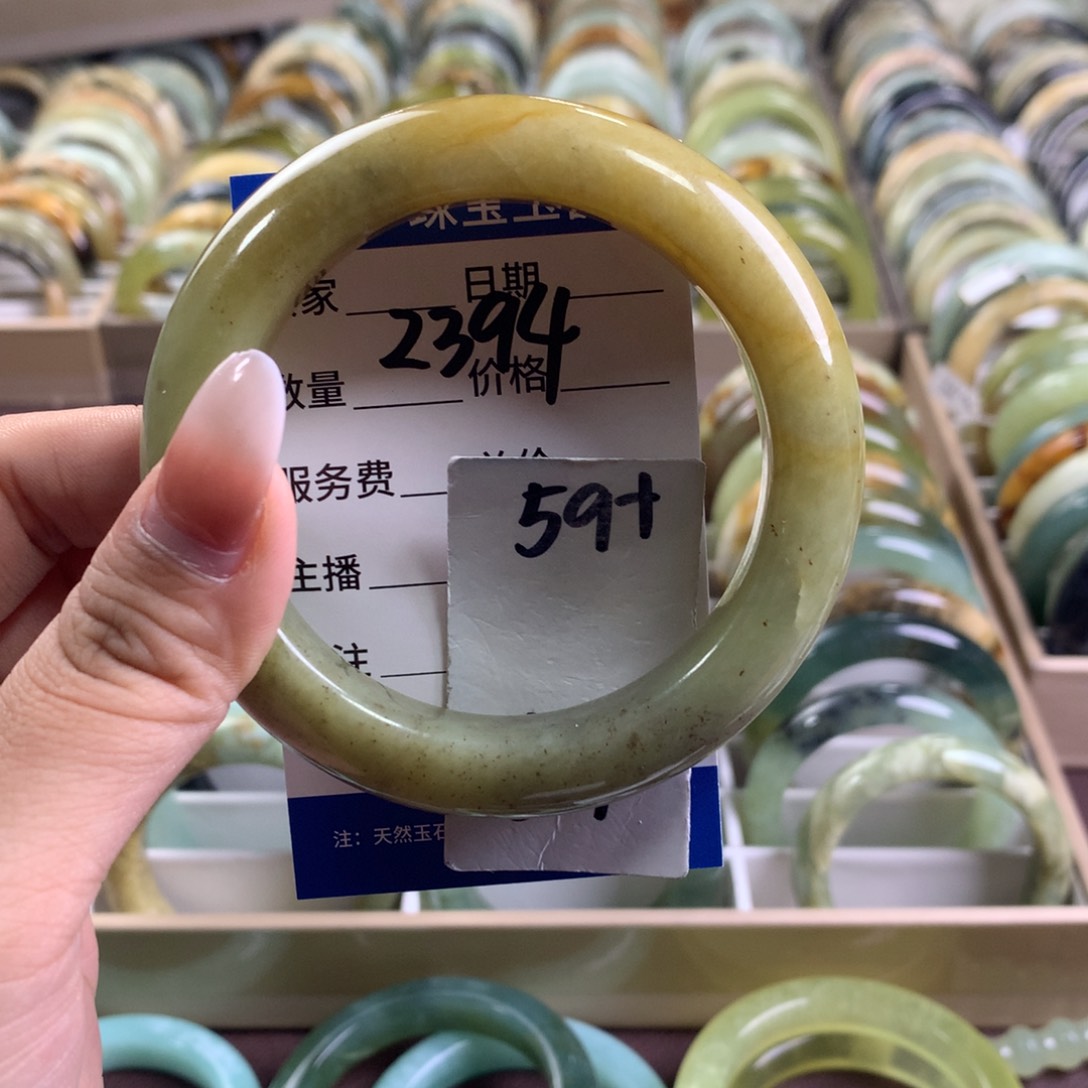 珠宝玉
家 日期
2394
数量 价格
服务费
59+
主播
注
注：天然玉石